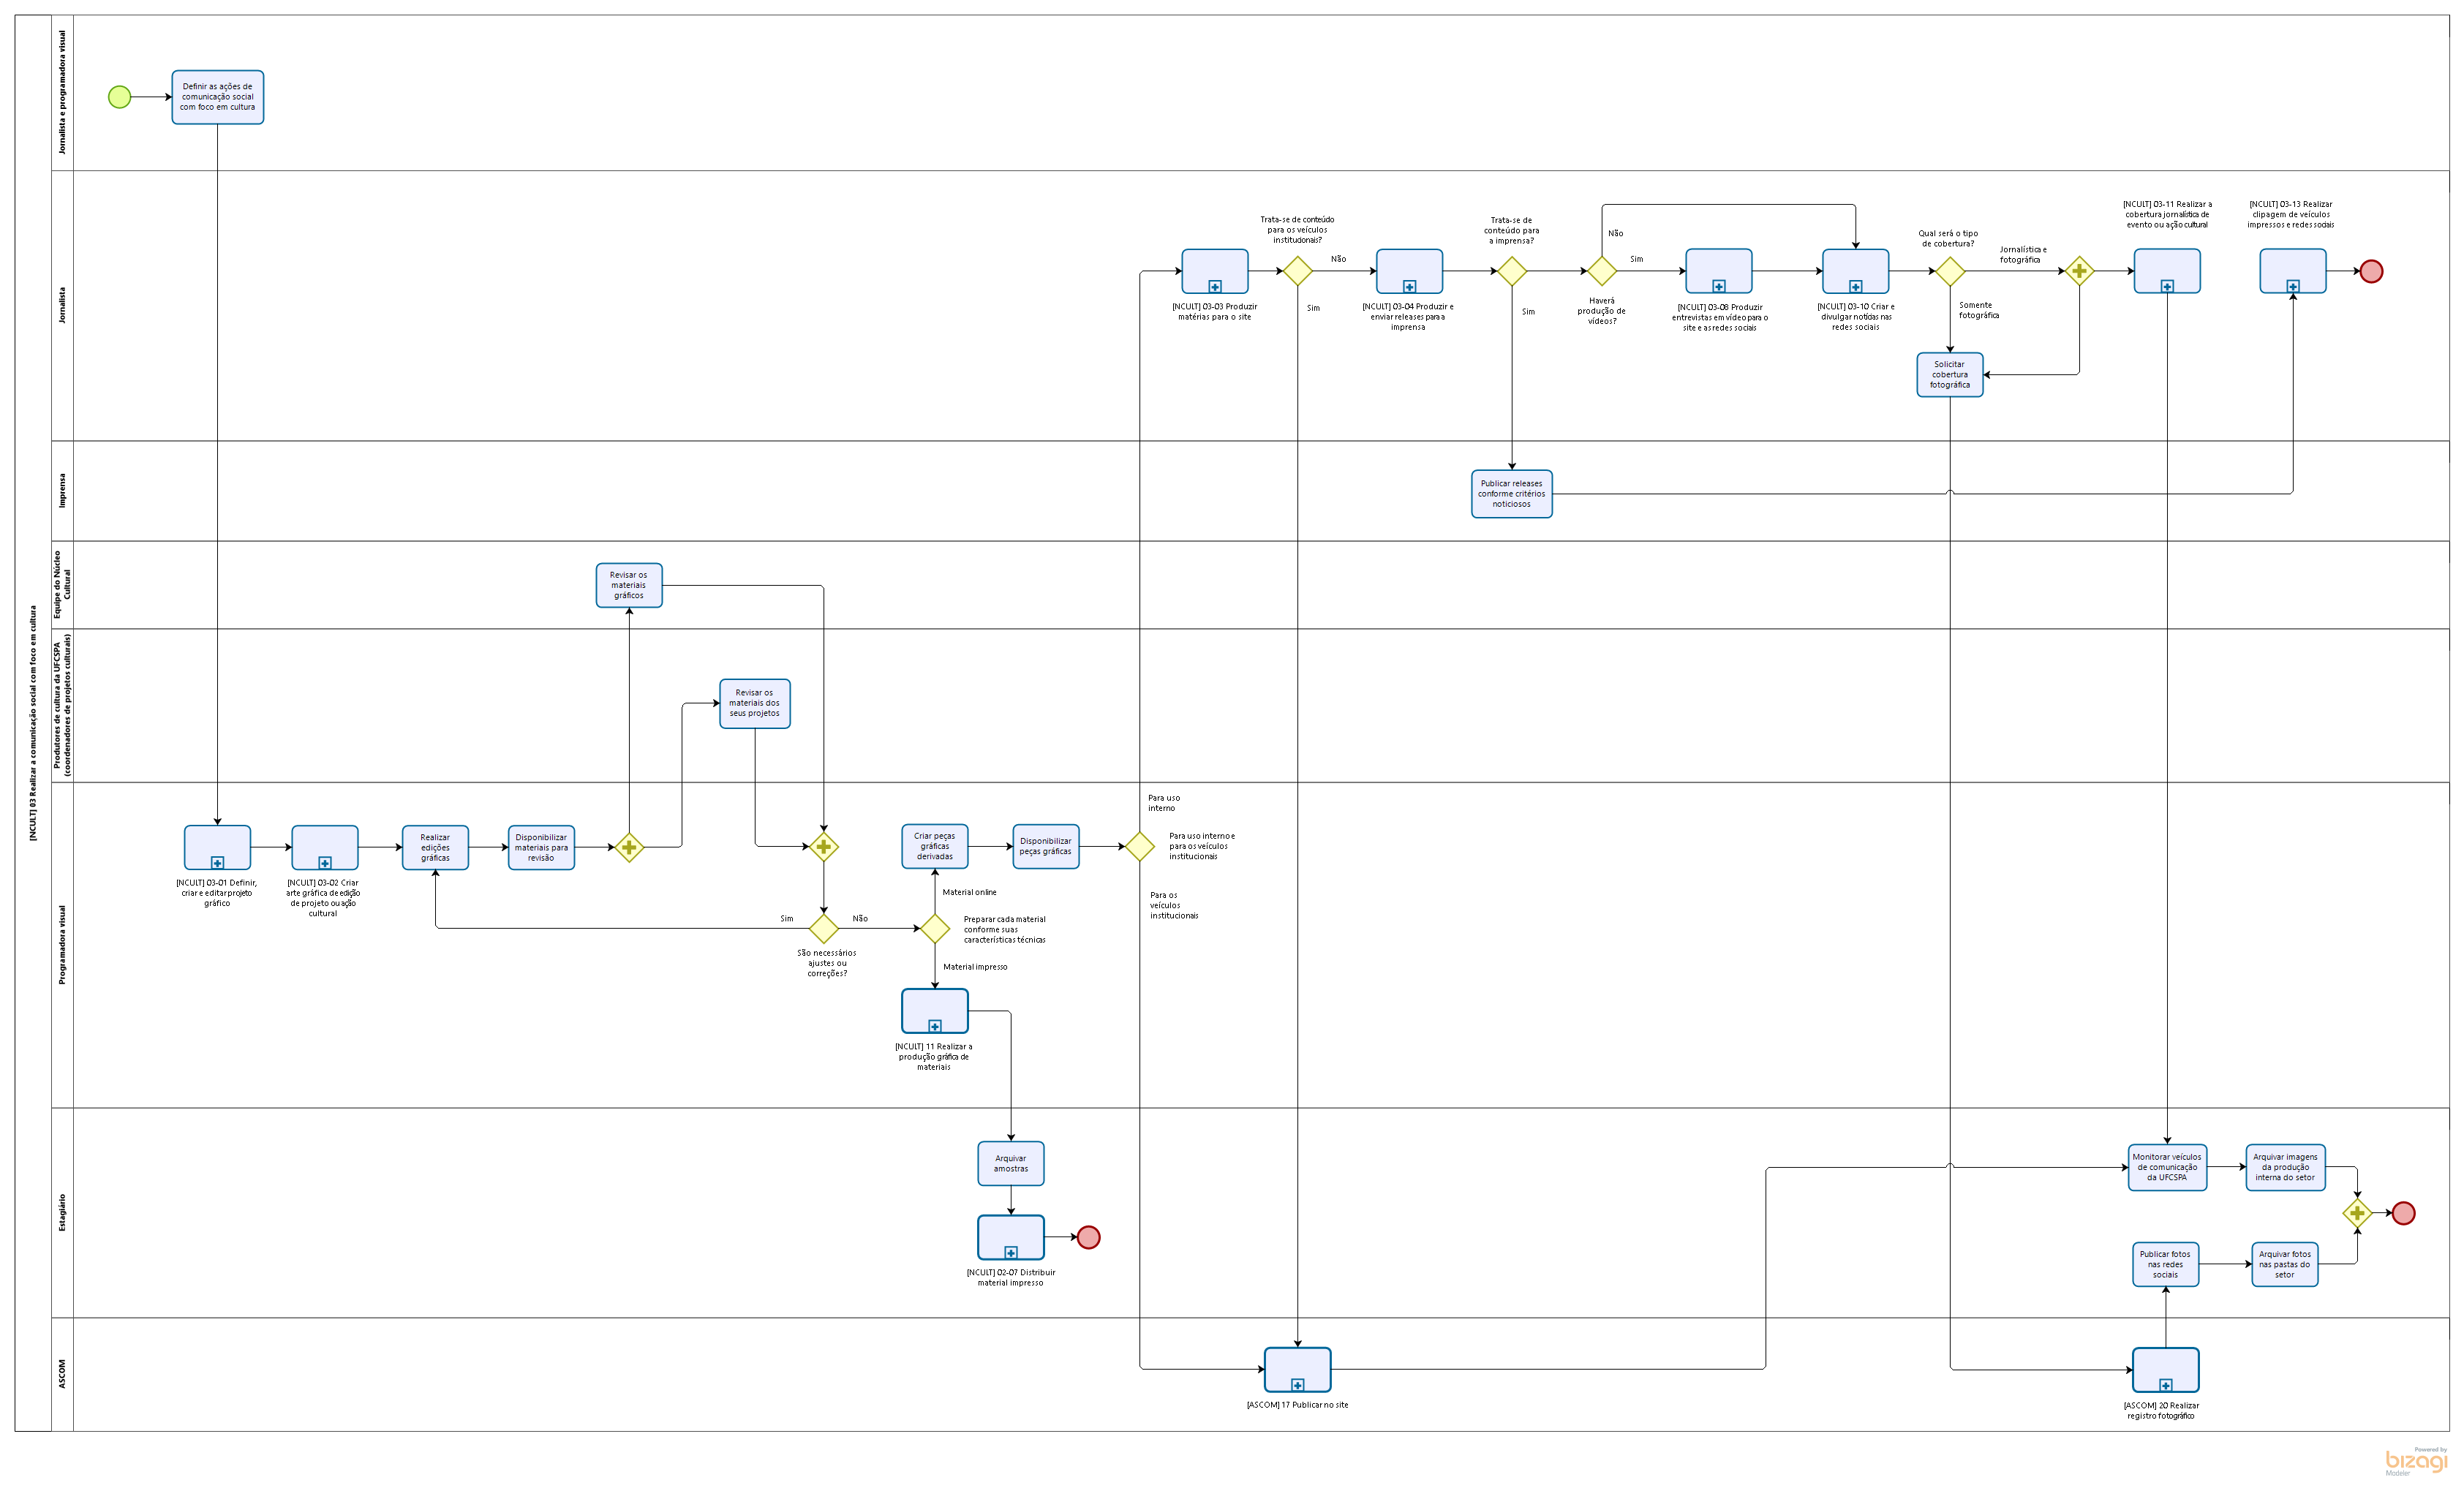 [NCULT] 03 Realizar a comunicação social com foco em cultura
Jornalista e programadora visual
Definir as ações de
comunicação social
com foco em cultura
Jornalista
Trata-se de conteúdo
para os veículos
institucionais?
Trata-se de
conteúdo para
a imprensa?
Não
Sim
Não
Sim
Sim
[NCULT] 03-03 Produzir
matérias para o site
[NCULT] 03-04 Produzir e
enviar releases para a
imprensa
Haverá
produção de
vídeos?
[NCULT] 03-08 Produzir
entrevistas em vídeo para o
site e as redes sociais
[NCULT] 03-10 Criar e
divulgar notícias nas
redes sociais
Qual será o tipo
de cobertura?
Jornalística e
fotográfica
Somente
fotográfica
Solicitar
cobertura
fotográfica
[NCULT] 03-11 Realizar a
cobertura jornalística de
evento ou ação cultural
[NCULT] 03-13 Realizar
clipagem de veículos
impressos e redes sociais
Imprensa
Publicar releases
conforme critérios
noticiosos
Equipe do Núcleo
Cultural
Revisar os
materiais
gráficos
Produtores de cultura da UFCSPA
(coordenadores de projetos culturais)
Revisar os
materiais dos
seus projetos
Programadora visual
[NCULT] 03-01 Definir,
criar e editar projeto
gráfico
[NCULT] 03-02 Criar
arte gráfica de edição
de projeto ou ação
cultural
Realizar
edições
gráficas
Disponibilizar
materiais para
revisão
Sim
Não
São necessários
ajustes ou
correções?
Criar peças
gráficas
derivadas
Disponibilizar
peças gráficas
Material online
Preparar cada material
conforme suas
características técnicas
Material impresso
[NCULT] 11 Realizar a
produção gráfica de
materiais
Para uso
interno
Para uso interno e
para os veículos
institucionais
Para os
veículos
institucionais
Estagiário
Arquivar
amostras
[NCULT] 02-07 Distribuir
material impresso
Monitorar veículos
de comunicação
da UFCSPA
Arquivar imagens
da produção
interna do setor
Publicar fotos
nas redes
sociais
Arquivar fotos
nas pastas do
setor
ASCOM
[ASCOM] 17 Publicar no site
[ASCOM] 20 Realizar
registro fotográfico
Powered by
bizagi
Modeler